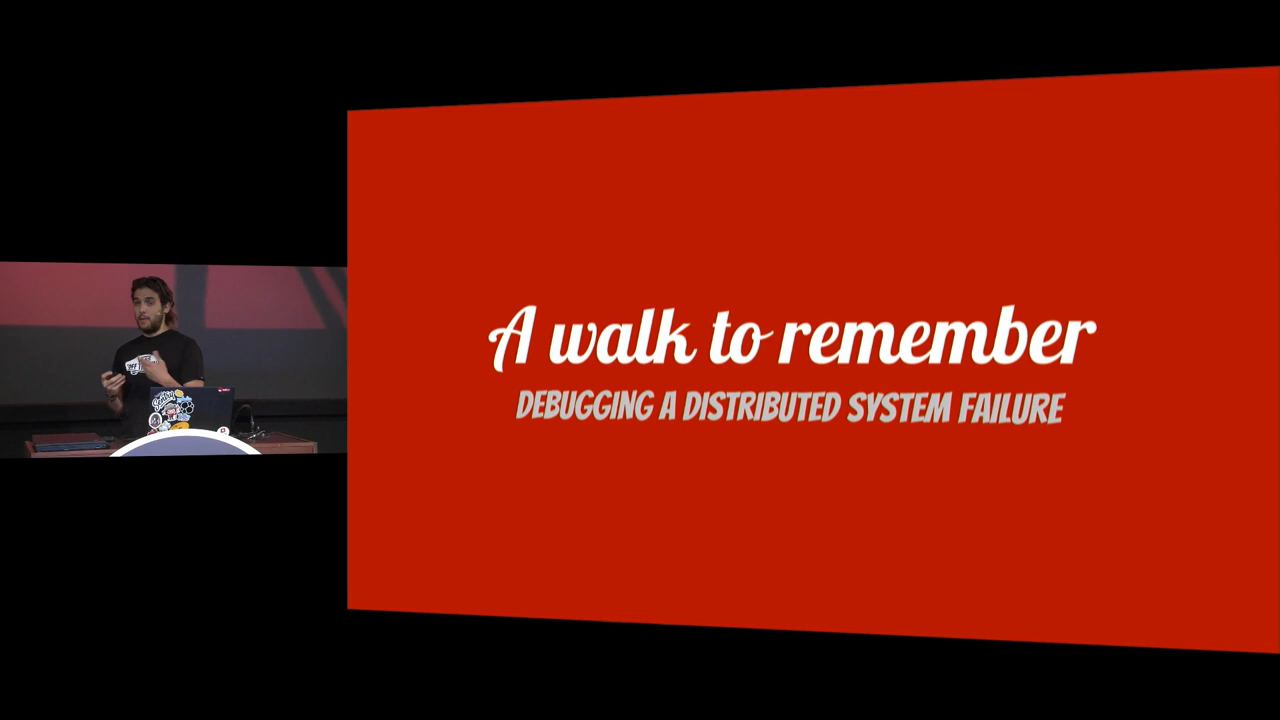 A walk to remember
DEBUGGING A DISTRIBUTED SYSTEM FAILURE